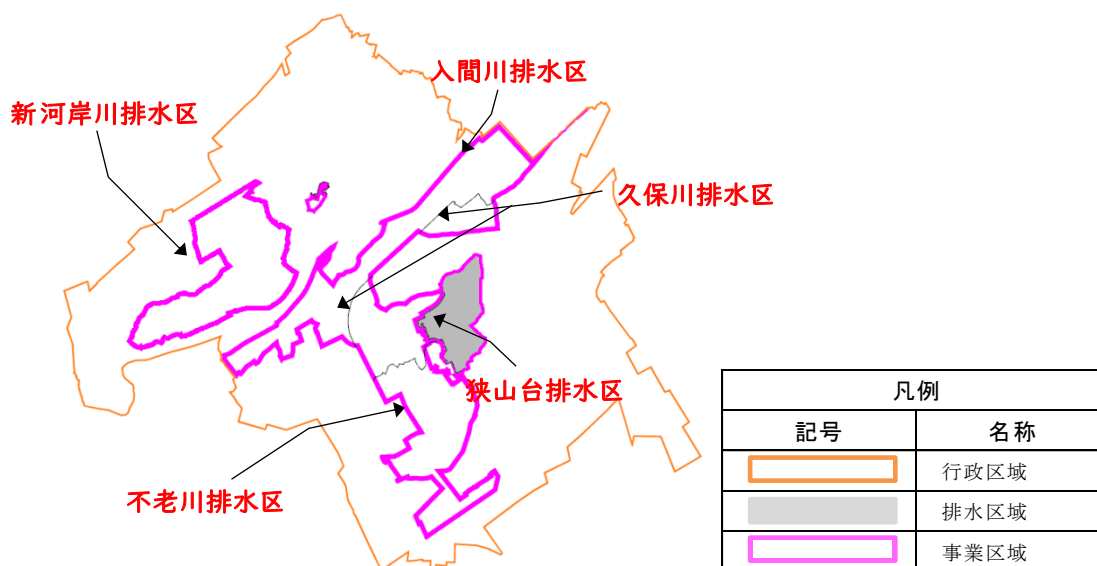 入間川排水区
新河岸川排水区
久保川排水区
狭山台排水区
不老川排水区
凡例
記号 名称
行政区域
排水区域
事業区域